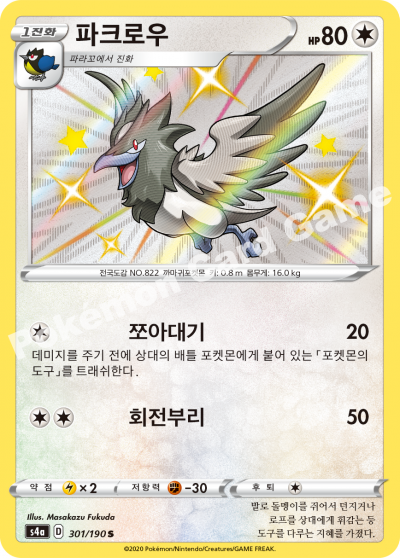 1진화
파크로우
HP 80
파라꼬에서 진화
Pokémon Card Game
전국도감 NO.822 까마귀포켓몬 키: 0.8 m 몸무게: 16.0 kg
쪼아대기 20
데미지를 주기 전에 상대의 배틀 포켓몬에게 붙어 있는 「포켓몬의
도구」를 트래쉬한다.
회전부리 50
약점 ×2 저항력 -30 후퇴
Illus. Masakazu Fukuda
s4a D 301/190 S
발로 돌멩이를 쥐어서 던지거나
로프를 상대에게 휘감는 등
도구를 다루는 지혜를 가졌다.
©2020 Pokémon/Nintendo/Creatures/GAME FREAK.